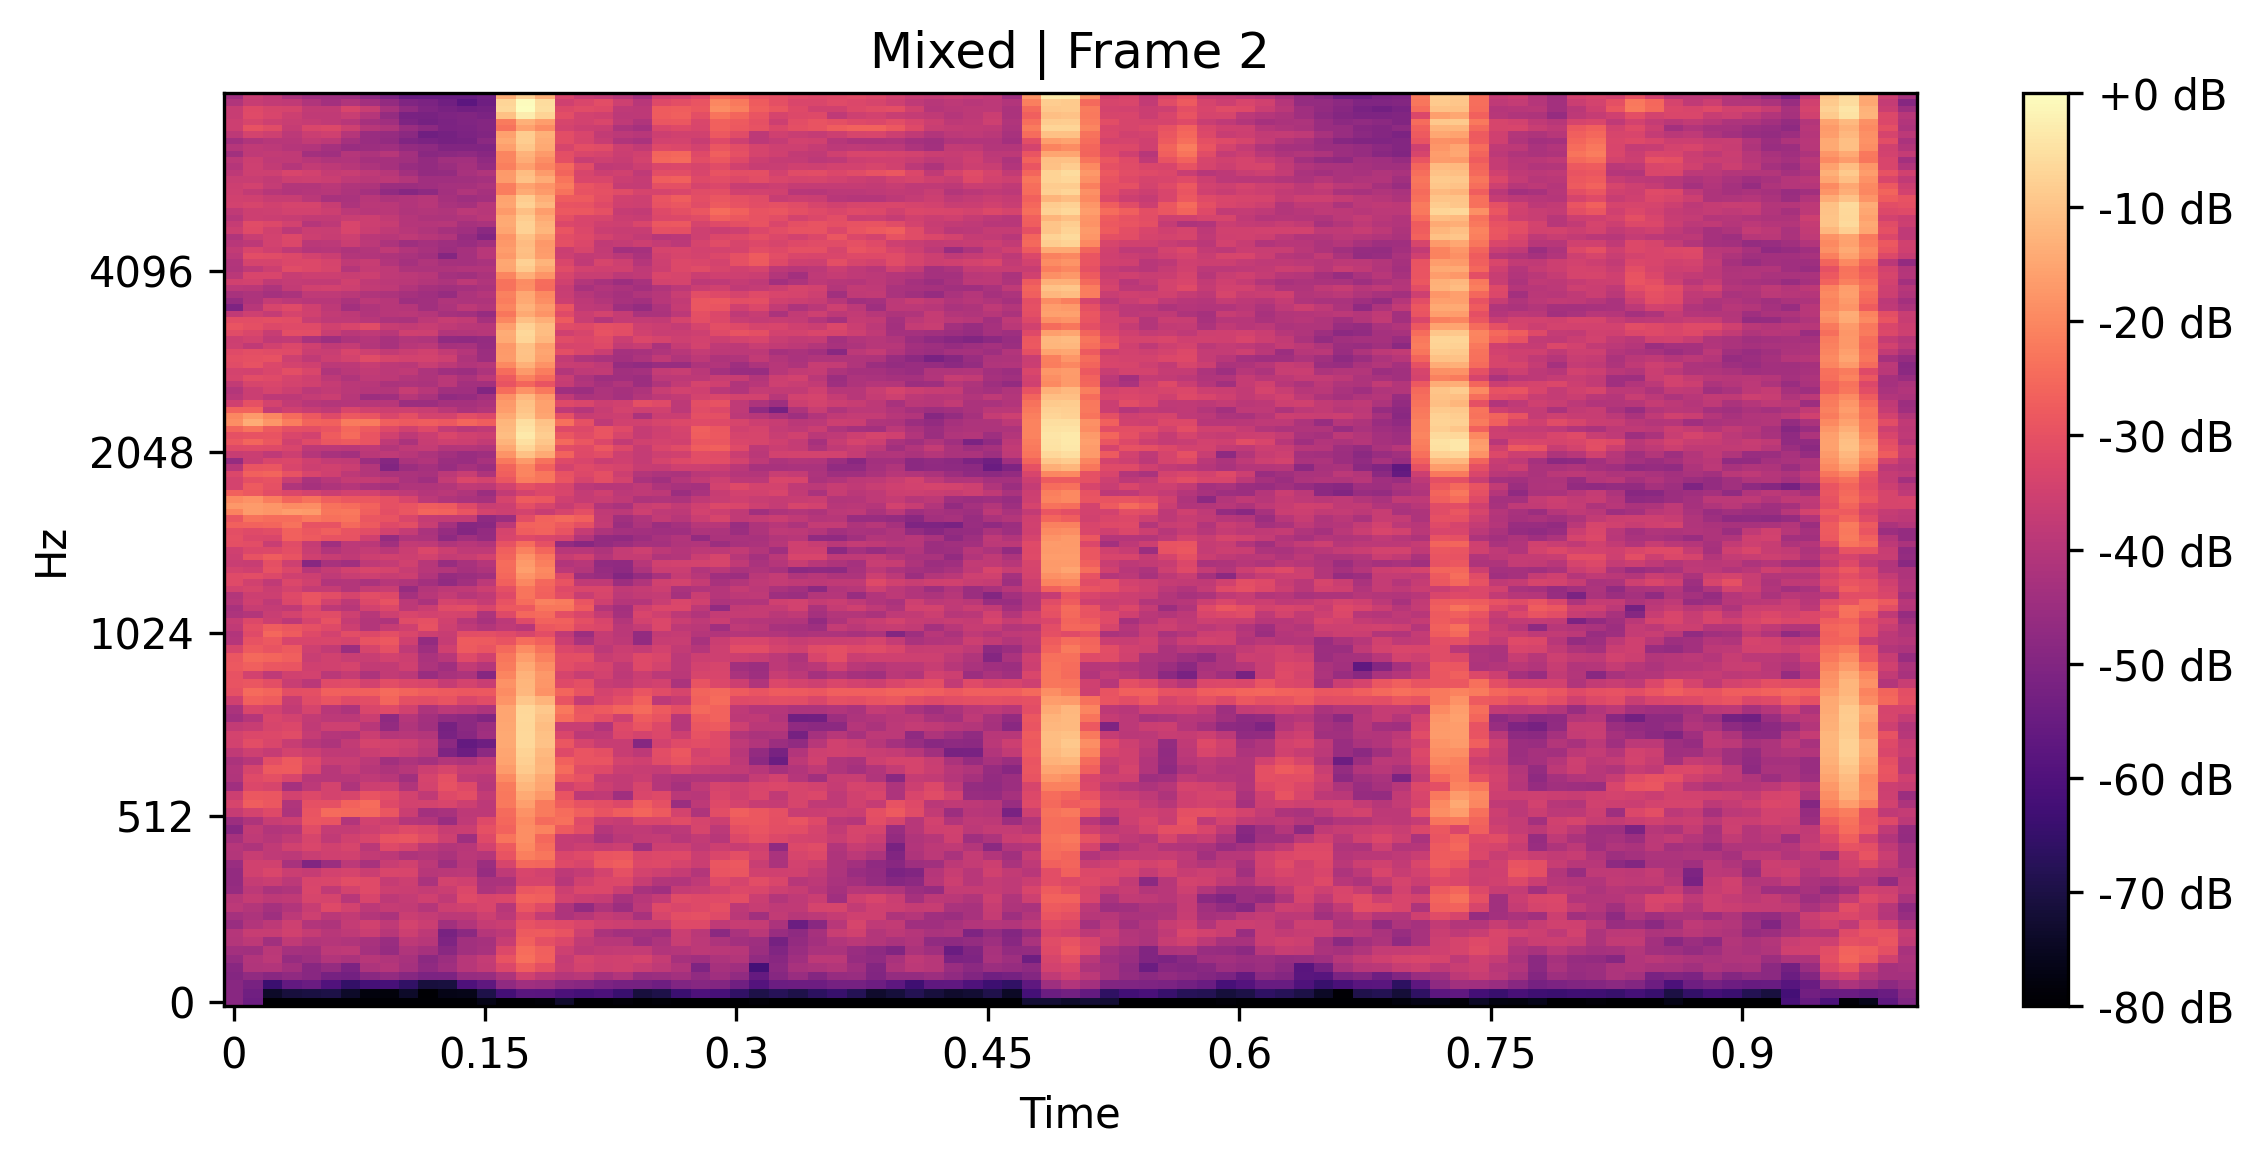 Mixed | Frame 2
+0 dB
-10 dB
-20 dB
-30 dB
-40 dB
-50 dB
-60 dB
-70 dB
-80 dB
Hz
4096
2048
1024
512
0
0 0.15 0.3 0.45 0.6 0.75 0.9
Time